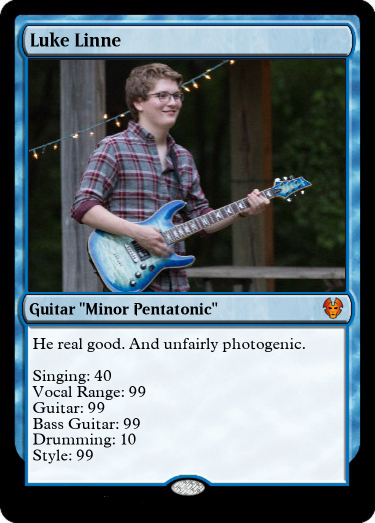 Luke Linne
Guitar "Minor Pentatonic"
He real good. And unfairly photogenic.
Singing: 40
Vocal Range: 99
Guitar: 99
Bass Guitar: 99
Drumming: 10
Style: 99